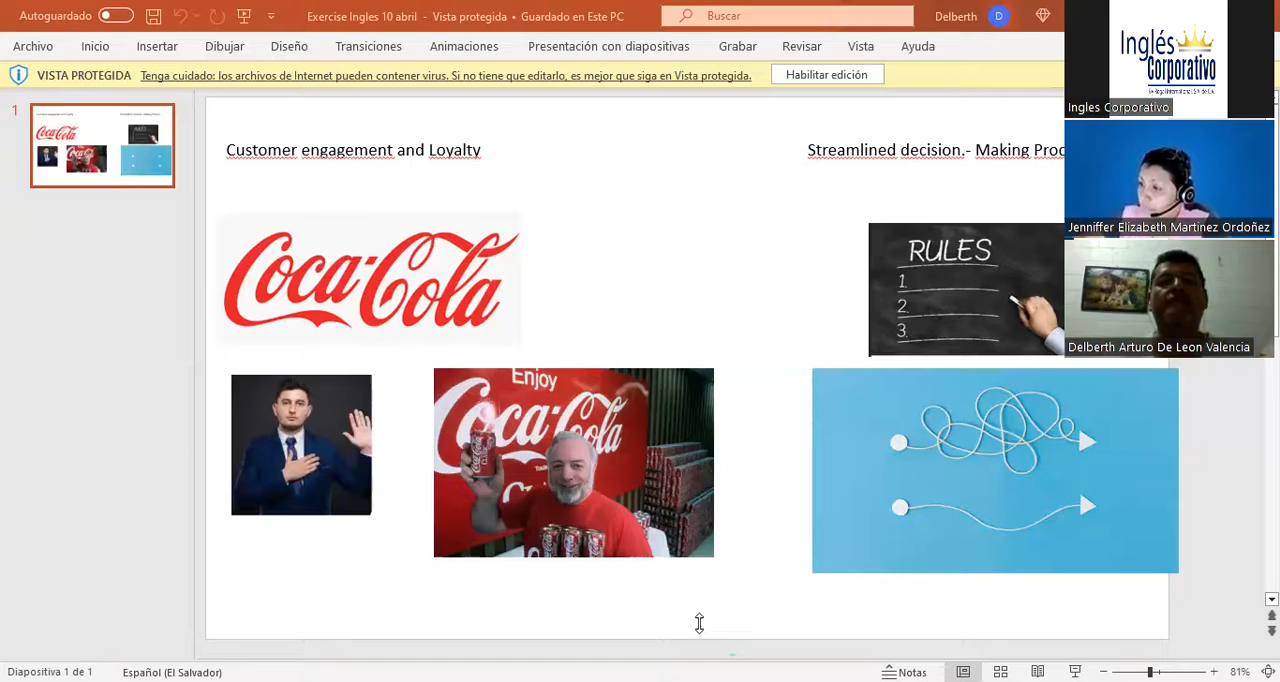 Autoguardado
Exercise Ingles 10 abril - Vista protegida • Guardado en Este PC
Buscar
Delberth
D
Archivo Inicio Insertar Dibujar Diseño Transiciones Animaciones Presentación con diapositivas Grabar Revisar Vista Ayuda
VISTA PROTEGIDA Tenga cuidado: los archivos de Internet pueden contener virus. Si no tiene que editarlo, es mejor que siga en Vista protegida. Habilitar edición
Inglés
Corporativo
Ingles Corporativo
1
Customer engagement and Loyalty
Streamlined decision.- Making Proc
Coca-Cola
RULES
1.
2.
3.
Enjoy
Coca-Cola
Jenniffer Elizabeth Martinez Ordoñez
Delberth Arturo De Leon Valencia
Diapositiva 1 de 1 Español (El Salvador) Notas 81%